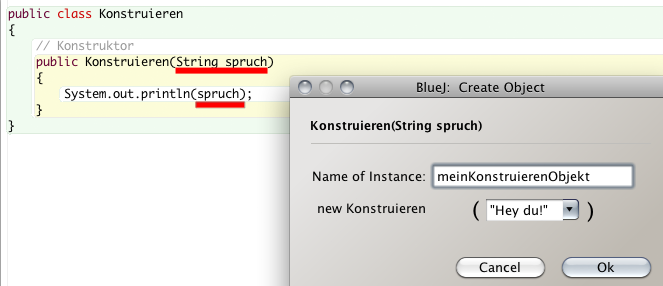 public class Konstruieren
{
// Konstruktor
public Konstruieren(String spruch)
{
System.out.println(spruch);
}
}
BlueJ: Create Object
Konstruieren(String spruch)
Name of Instance: meinKonstruierenObjekt
new Konstruieren ( "Hey du!" )
Cancel Ok